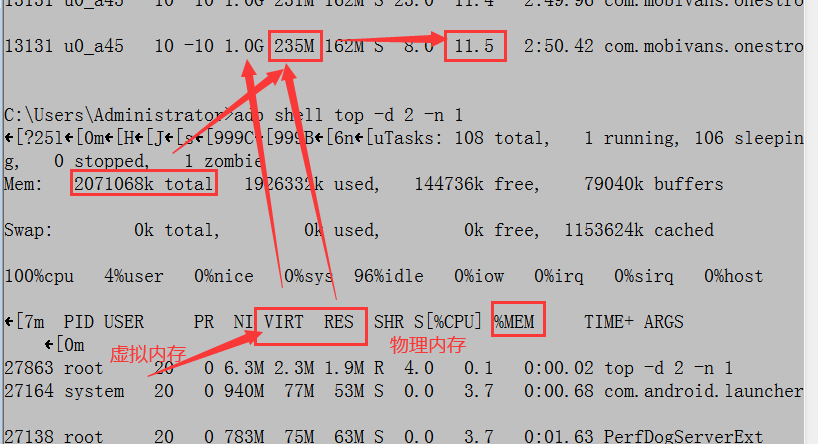 13131 u0_a45 10 -10 1.0G 231M 162M S 23.0 11.4 2:49.96 com.mobivans.onestro
13131 u0_a45 10 -10 1.0G 235M 162M S 8.0 11.5 2:50.42 com.mobivans.onestro
C:\Users\Administrator>adb shell top -d 2 -n 1
←[?25l←[0m←[H←[J←[s←[999C←[999B←[6n←[uTasks: 108 total, 1 running, 106 sleepin
g, 0 stopped, 1 zombie
Mem: 2071068k total 1926332k used, 144736k free, 79040k buffers
Swap: 0k total, 0k used, 0k free, 1153624k cached
100%cpu 4%user 0%nice 0%sys 96%idle 0%iow 0%irq 0%sirq 0%host
←[7m PID USER PR NI VIRT RES SHR S[%CPU] %MEM TIME+ ARGS
←[0m
虚拟内存 物理内存
27863 root 20 0 6.3M 2.3M 1.9M R 4.0 0.1 0:00.02 top -d 2 -n 1
27164 system 20 0 940M 77M 53M S 0.0 3.7 0:00.68 com.android.launcher
27138 root 20 0 783M 75M 63M S 0.0 3.7 0:01.63 PerfDogServerExt